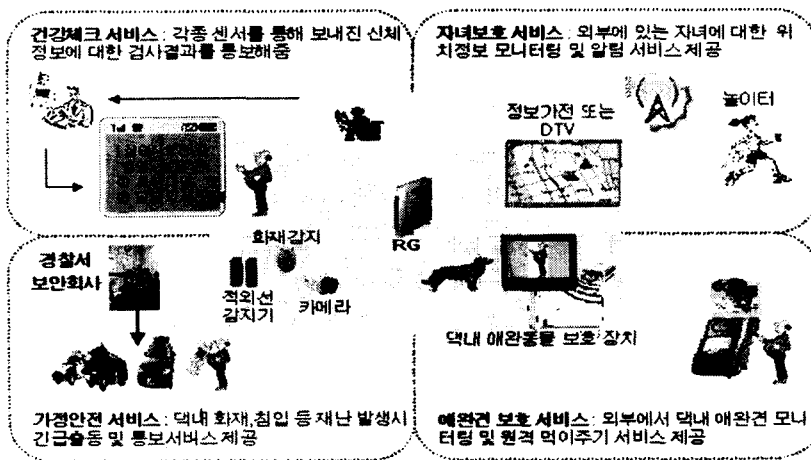 건강체크 서비스 : 각종 센서를 통해 보내진 신체
정보에 대한 검사결과를 통보해줌
자녀보호 서비스 : 외부에 있는 자녀에 대한 위
치정보 모니터링 및 알림 서비스 제공
정보가전 또는
DTV
놀이터
화재감지
RG
경찰서
보안회사
적외선
감지기
카메라
댁내 애완동물 보호 장치
가정안전 서비스 : 댁내 화재,침입 등 재난 발생시
긴급출동 및 통보서비스 제공
애완견 보호 서비스 : 외부에서 댁내 애완견 모니
터링 및 원격 먹이주기 서비스 제공